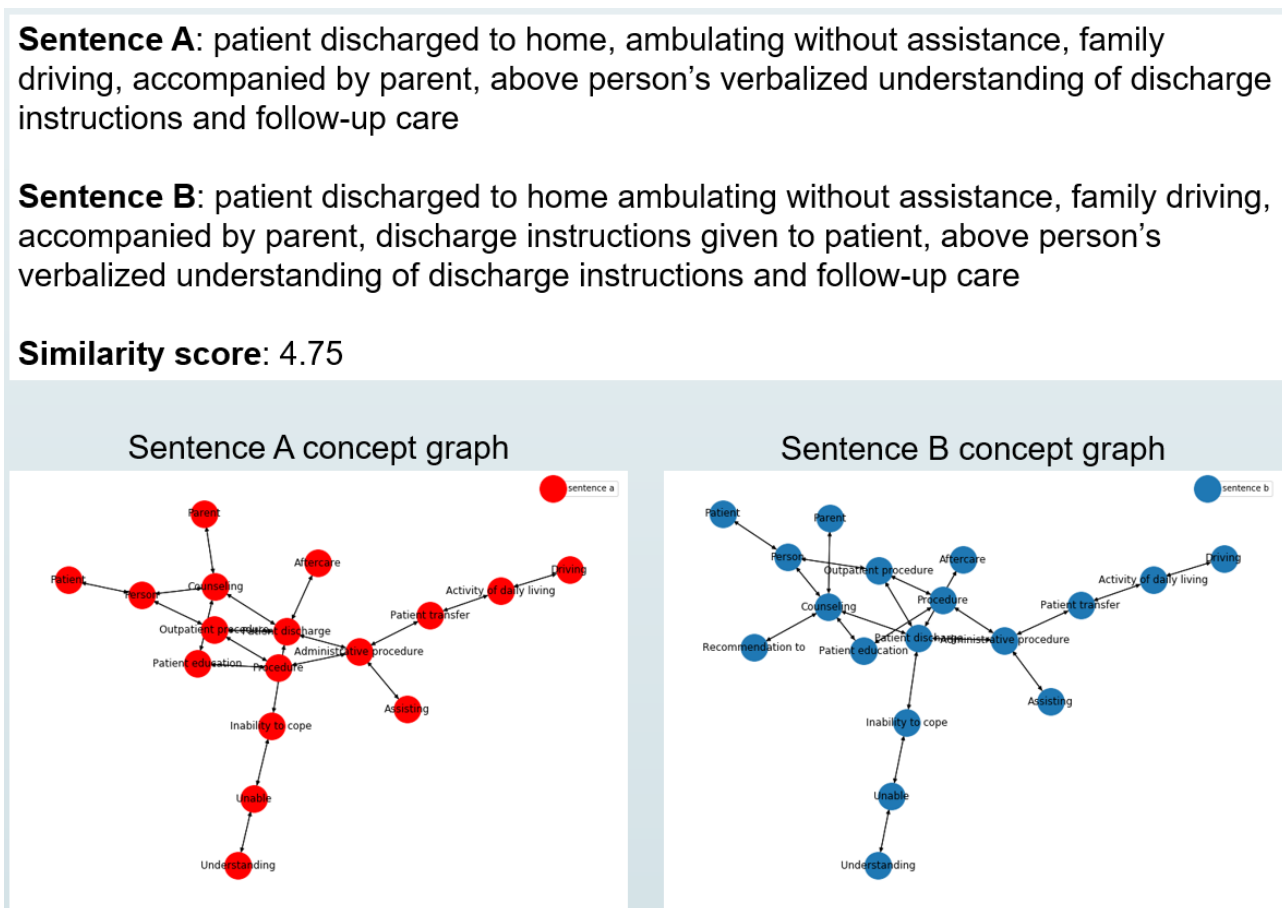 Sentence A: patient discharged to home, ambulating without assistance, family
driving, accompanied by parent, above person's verbalized understanding of discharge
instructions and follow-up care
Sentence B: patient discharged to home ambulating without assistance, family driving,
accompanied by parent, discharge instructions given to patient, above person's
verbalized understanding of discharge instructions and follow-up care
Similarity score: 4.75
Sentence A concept graph
sentence a
Parent
Aftercare
Driving
Patient
Counseling
Activity of daily living
Person
Patient transfer
Outpatient procedure
Patient discharge
Administrative procedure
Patient education
Procedure
Assisting
Inability to cope
Unable
Understanding
Sentence B concept graph
sentence b
Patient
Parent
Person
Aftercare
Driving
Outpatient procedure
Activity of daily living
Counseling
Procedure
Patient transfer
Patient discharge
Administrative procedure
Recommendation to
Patient education
Assisting
Inability to cope
Unable
Understanding